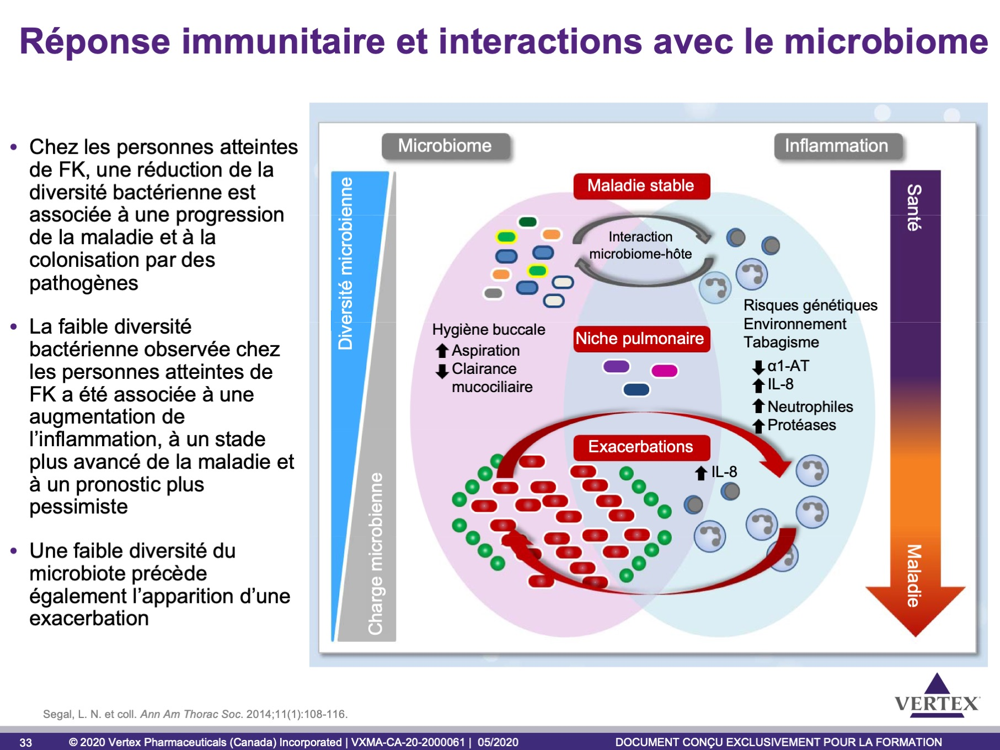 Réponse immunitaire et interactions avec le microbiome
• Chez les personnes atteintes
de FK, une réduction de la
diversité bactérienne est
associée à une progression
de la maladie et à la
colonisation par des
pathogènes
• La faible diversité
bactérienne observée chez
les personnes atteintes de
FK a été associée à une
augmentation de
l’inflammation, à un stade
plus avancé de la maladie et
à un pronostic plus
pessimiste
• Une faible diversité du
microbiote précède
également l’apparition d’une
exacerbation
Microbiome
Inflammation
Diversité microbienne
Charge microbienne
Maladie stable
Interaction
microbiome-hôte
Hygiène buccale
Aspiration
Clairance
mucociliaire
Niche pulmonaire
Risques génétiques
Environnement
Tabagisme
α1-AT
IL-8
Neutrophiles
Protéases
Exacerbations
IL-8
Santé
Maladie
VERTEX
Segal, L. N. et coll. Ann Am Thorac Soc. 2014;11(1):108-116.
33
© 2020 Vertex Pharmaceuticals (Canada) Incorporated | VXMA-CA-20-2000061 | 05/2020
DOCUMENT CONÇU EXCLUSIVEMENT POUR LA FORMATION